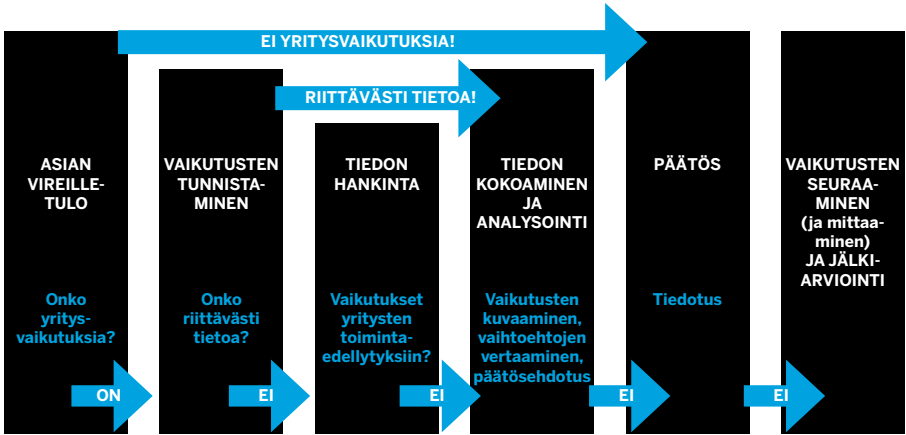 EI YRITYSVAIKUTUKSIA!
RIITTÄVÄSTI TIETOA!
ASIAN
VIREILLE-
TULO
VAIKUTUSTEN
TUNNISTA-
MINEN
TIEDON
HANKINTA
TIEDON
KOKOAMINEN
JA
ANALYSOINTI
PÄÄTÖS
VAIKUTUSTEN
SEURAA-
MINEN
(ja mittaa-
minen)
JA JÄLKI-
ARVIOINTI
Onko
yritys-
vaikutuksia?
Onko
riittävästi
tietoa?
Vaikutukset
yritysten
toiminta-
edellytyksiin?
Vaikutusten
kuvaaminen,
vaihtoehtojen
vertaaminen,
päätösehdotus
Tiedotus
ON
EI
EI
EI
EI